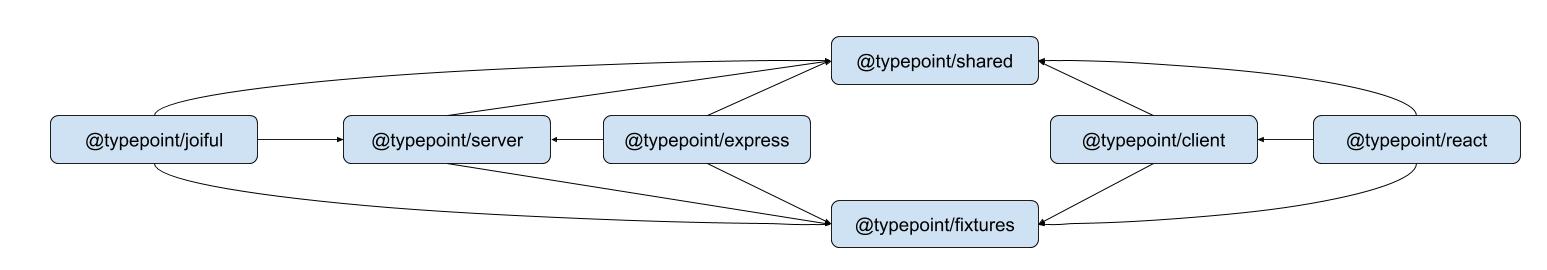 @typepoint/shared
@typepoint/joiful
@typepoint/server
@typepoint/express
@typepoint/client
@typepoint/react
@typepoint/fixtures